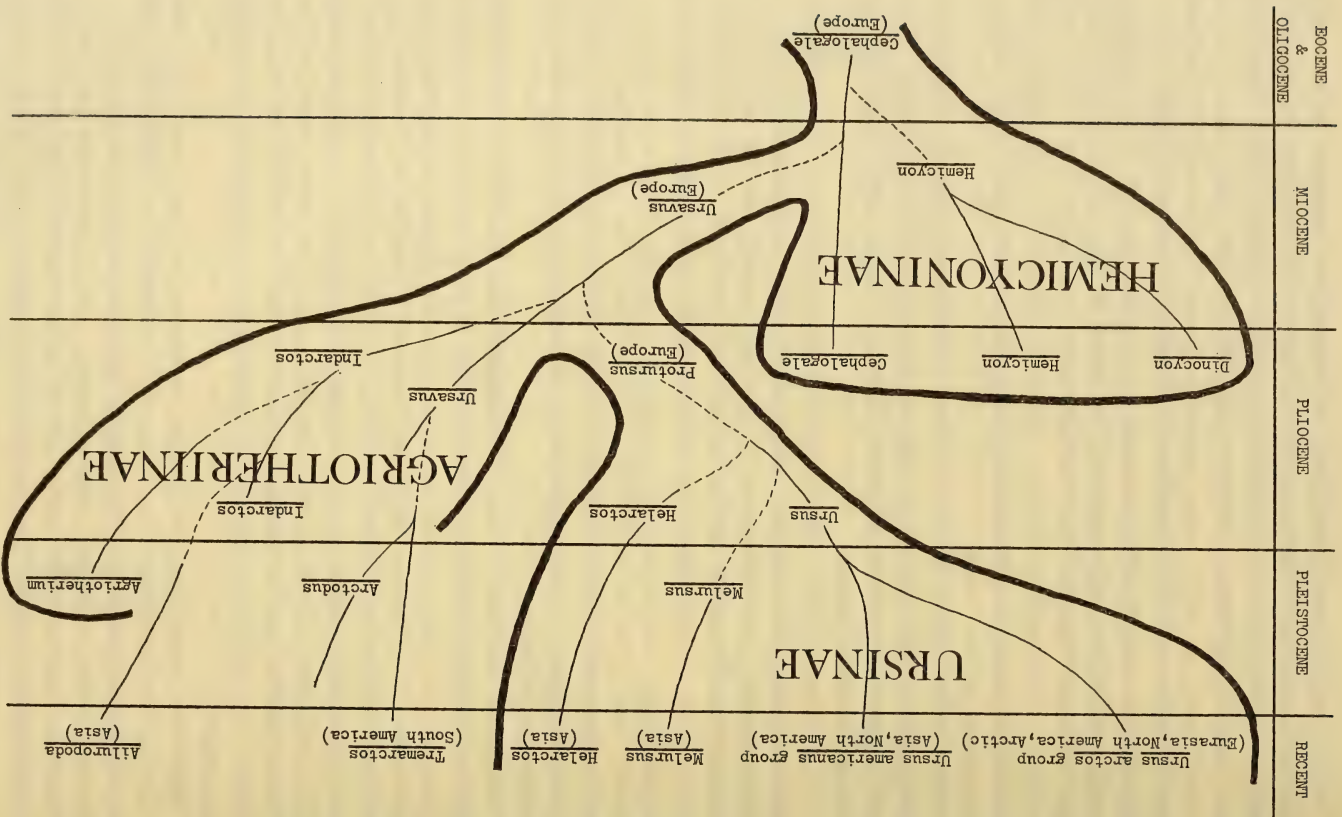 RECENT
Ursus arctos group
(Eurasia, North America, Arctic)
Ursus americanus group
(Asia, North America)
Melursus
(Asia)
Helarctos
(Asia)
Tremarctos
(South America)
Ailuropoda
(Asia)
PLEISTOCENE
URSINAE
Melursus
Arctodus
Agriotherium
PLIOCENE
Ursus
Helarctos
Indarctos
AGRIOTHERIINAE
Ursavus
Dinocyon
Hemicyon
Cephalogale
Protursus
(Europe)
Indarctos
MIOCENE
HEMICYONINAE
Ursavus
(Europe)
Hemicyon
EOCENE
&
OLIGOCENE
Cephalogale
(Europe)